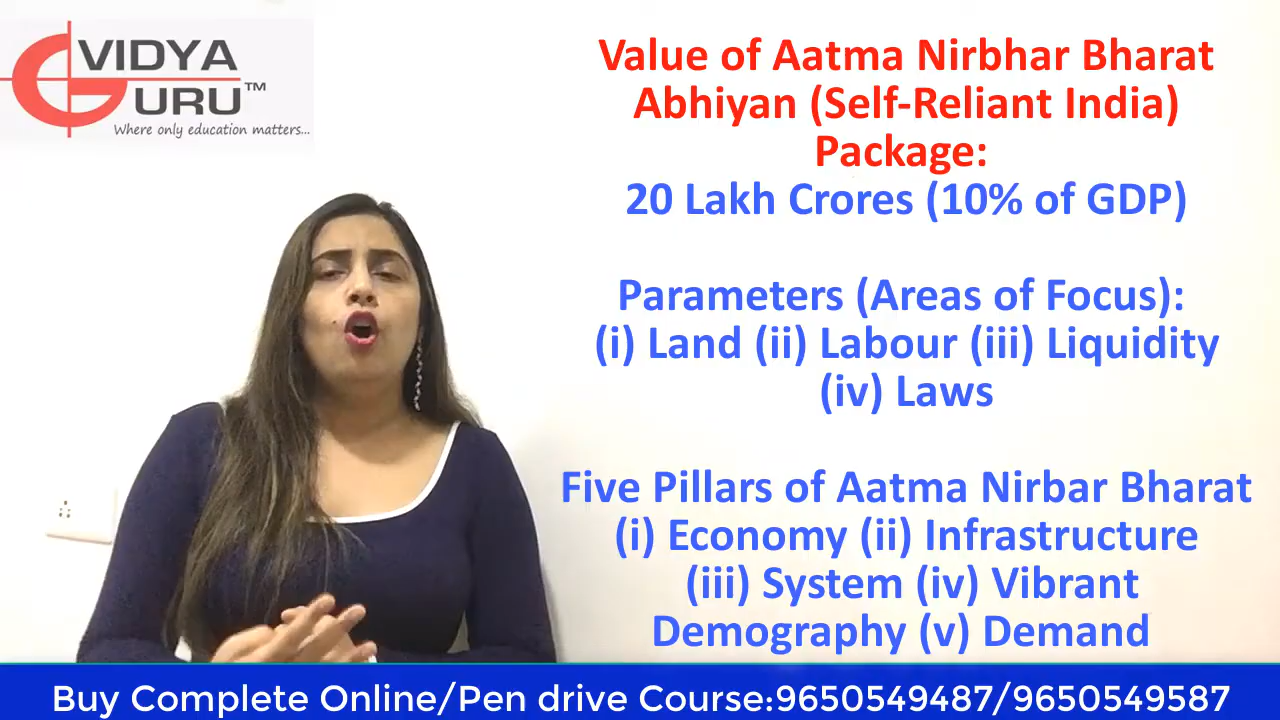 VIDYA
GURU™
Where only education matters...
Value of Aatma Nirbhar Bharat
Abhiyan (Self-Reliant India)
Package:
20 Lakh Crores (10% of GDP)
Parameters (Areas of Focus):
(i) Land (ii) Labour (iii) Liquidity
(iv) Laws
Five Pillars of Aatma Nirbar Bharat
(i) Economy (ii) Infrastructure
(iii) System (iv) Vibrant
Demography (v) Demand
Buy Complete Online/Pen drive Course:9650549487/9650549587